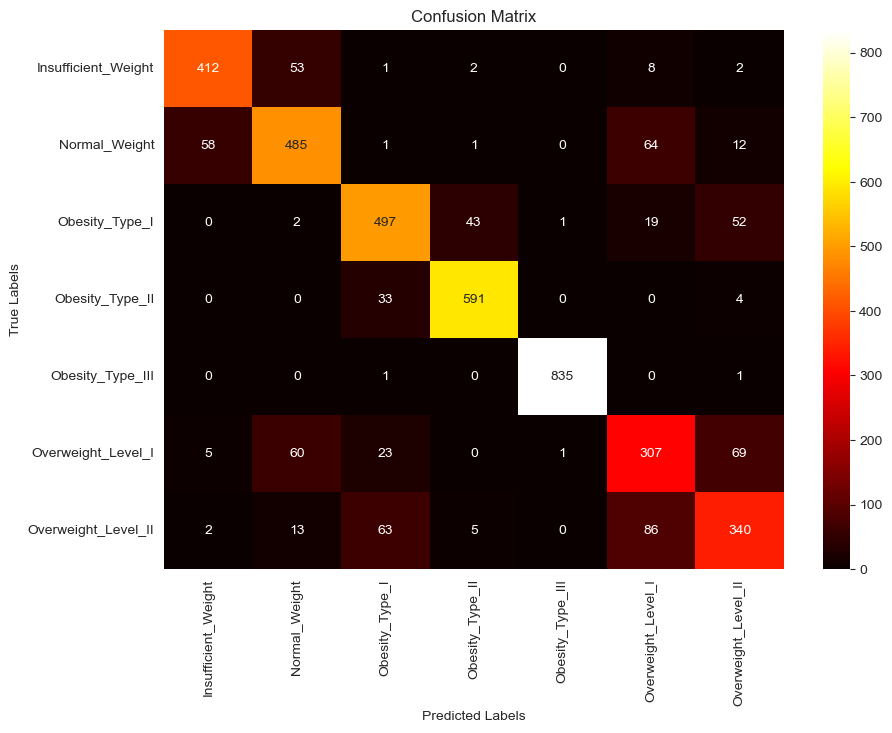 Confusion Matrix
Insufficient_Weight 412 53 1 2 0 8 2
Normal_Weight 58 485 1 1 0 64 12
Obesity_Type_I 0 2 497 43 1 19 52
Obesity_Type_II 0 0 33 591 0 0 4
Obesity_Type_III 0 0 1 0 835 0 1
Overweight_Level_I 5 60 23 0 1 307 69
Overweight_Level_II 2 13 63 5 0 86 340
True Labels
Insufficient_Weight
Normal_Weight
Obesity_Type_I
Obesity_Type_II
Obesity_Type_III
Overweight_Level_I
Overweight_Level_II
Predicted Labels
800
700
600
500
400
300
200
100
0